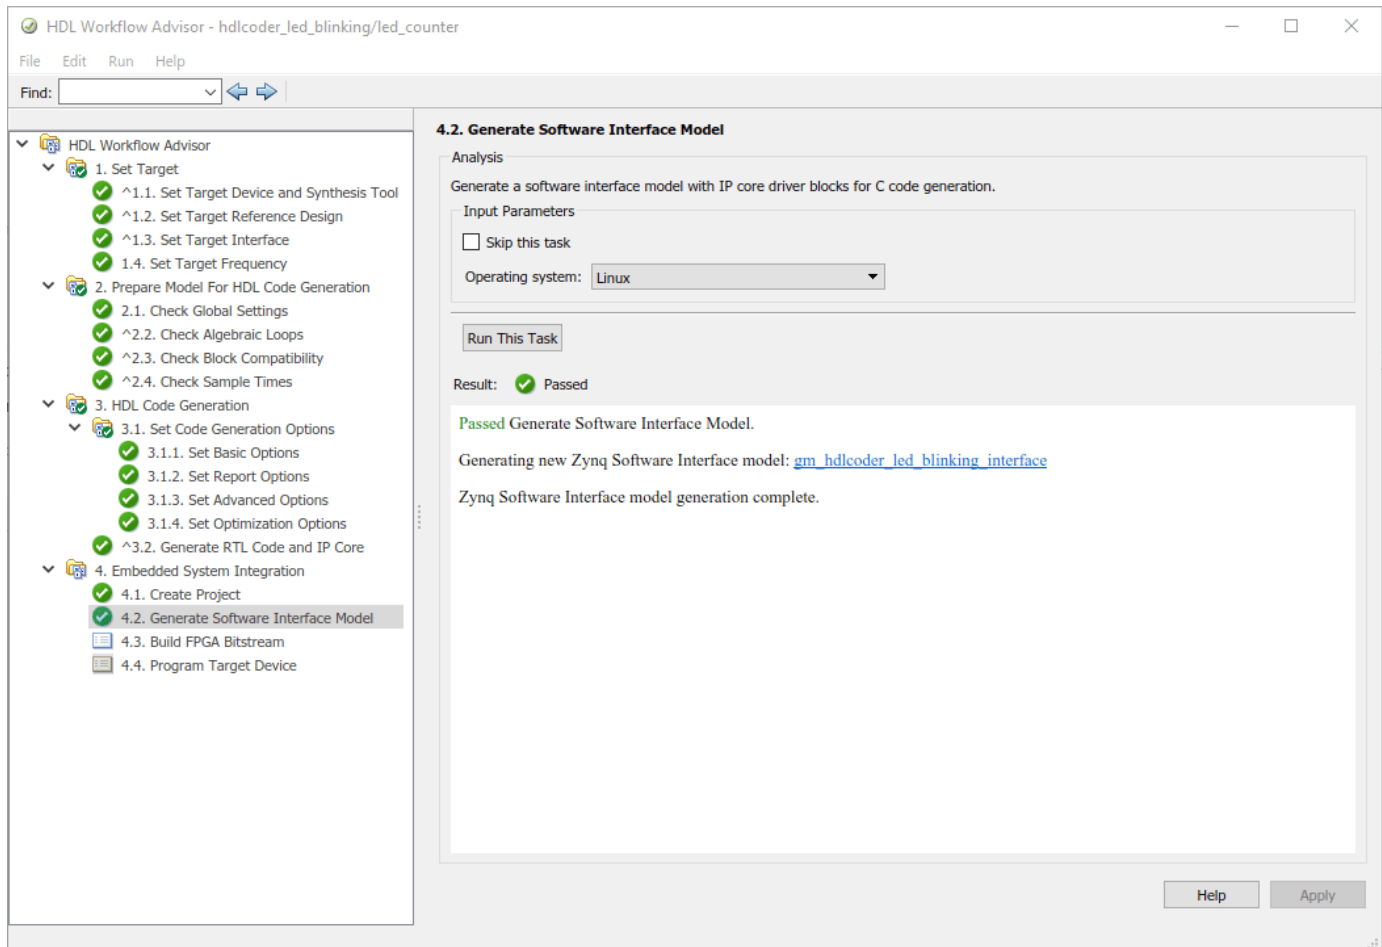 HDL Workflow Advisor - hdlcoder_led_blinking/led_counter
File Edit Run Help
Find:
HDL Workflow Advisor
1. Set Target
^1.1. Set Target Device and Synthesis Tool
^1.2. Set Target Reference Design
^1.3. Set Target Interface
1.4. Set Target Frequency
2. Prepare Model For HDL Code Generation
2.1. Check Global Settings
^2.2. Check Algebraic Loops
^2.3. Check Block Compatibility
^2.4. Check Sample Times
3. HDL Code Generation
3.1. Set Code Generation Options
3.1.1. Set Basic Options
3.1.2. Set Report Options
3.1.3. Set Advanced Options
3.1.4. Set Optimization Options
^3.2. Generate RTL Code and IP Core
4. Embedded System Integration
4.1. Create Project
4.2. Generate Software Interface Model
4.3. Build FPGA Bitstream
4.4. Program Target Device
4.2. Generate Software Interface Model
Analysis
Generate a software interface model with IP core driver blocks for C code generation.
Input Parameters
Skip this task
Operating system: Linux
Run This Task
Result: Passed
Passed Generate Software Interface Model.
Generating new Zynq Software Interface model: gm_hdlcoder_led_blinking_interface
Zynq Software Interface model generation complete.
Help Apply